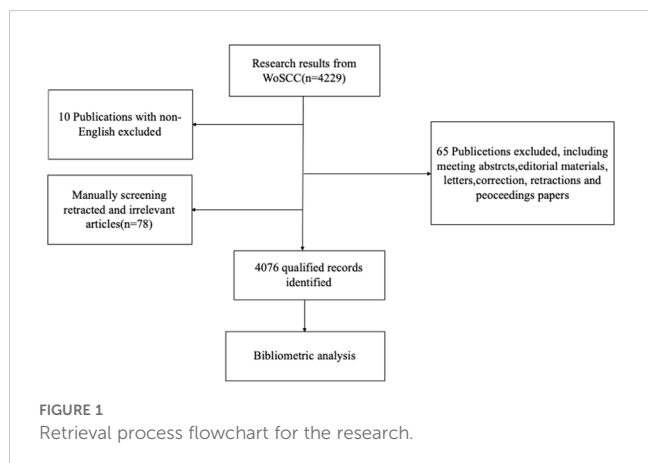 Research results from
WoSCC(n=4229)
10 Publications with non-
English excluded
65 Publicetions excluded, including
meeting abstrcts,editorial materials,
letters,correction, retractions and
peoceedings papers
Manually screening
retracted and irrelevant
articles(n=78)
4076 qualified records
identified
Bibliometric analysis
FIGURE 1
Retrieval process flowchart for the research.